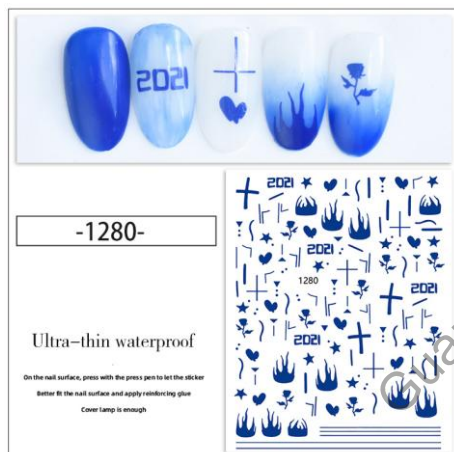 2021
-1280-
2021
2021
1280
2021
2021
Ultra-thin waterproof
On the nail surface, press with the press pen to let the sticker
Better fit the nail surface and apply reinforcing glue
Cover lamp is enough